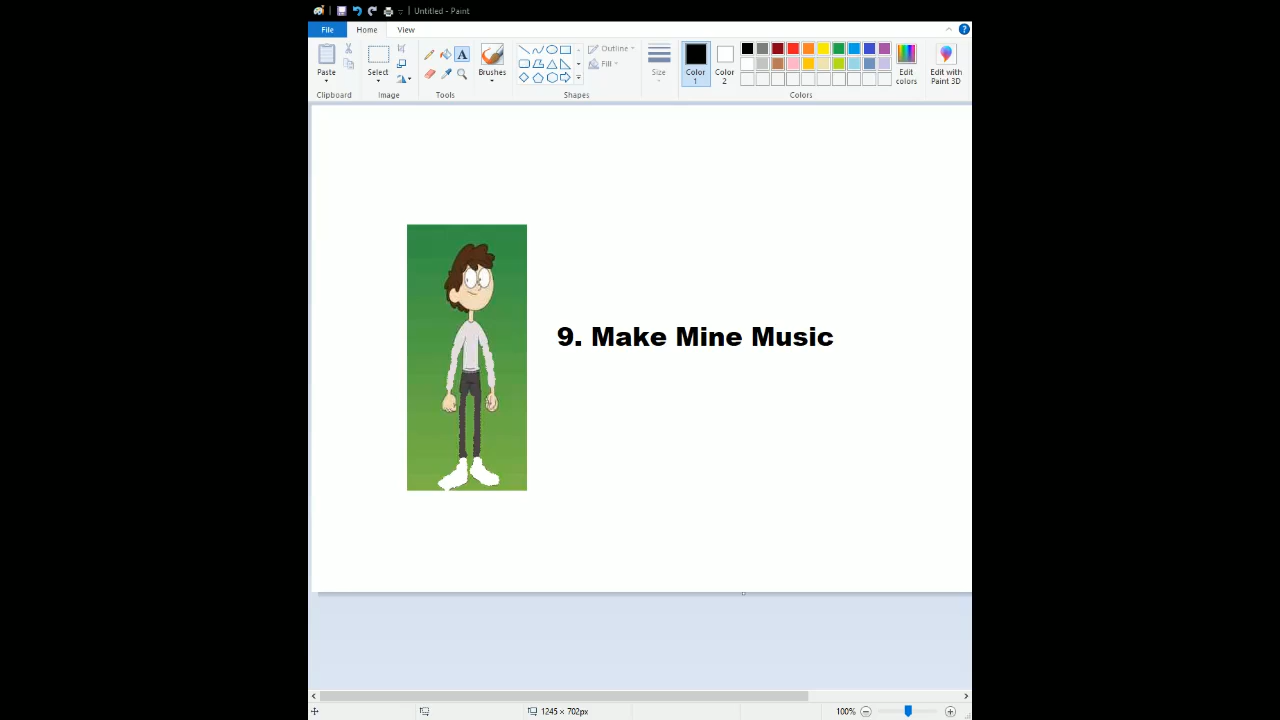 Untitled - Paint
File Home View
Paste
Select
Brushes
Outline
Fill
Size
Color 1
Color 2
Edit colors
Edit with Paint 3D
Clipboard
Image
Tools
Shapes
Colors
A
9. Make Mine Music
1245 × 702px
100%